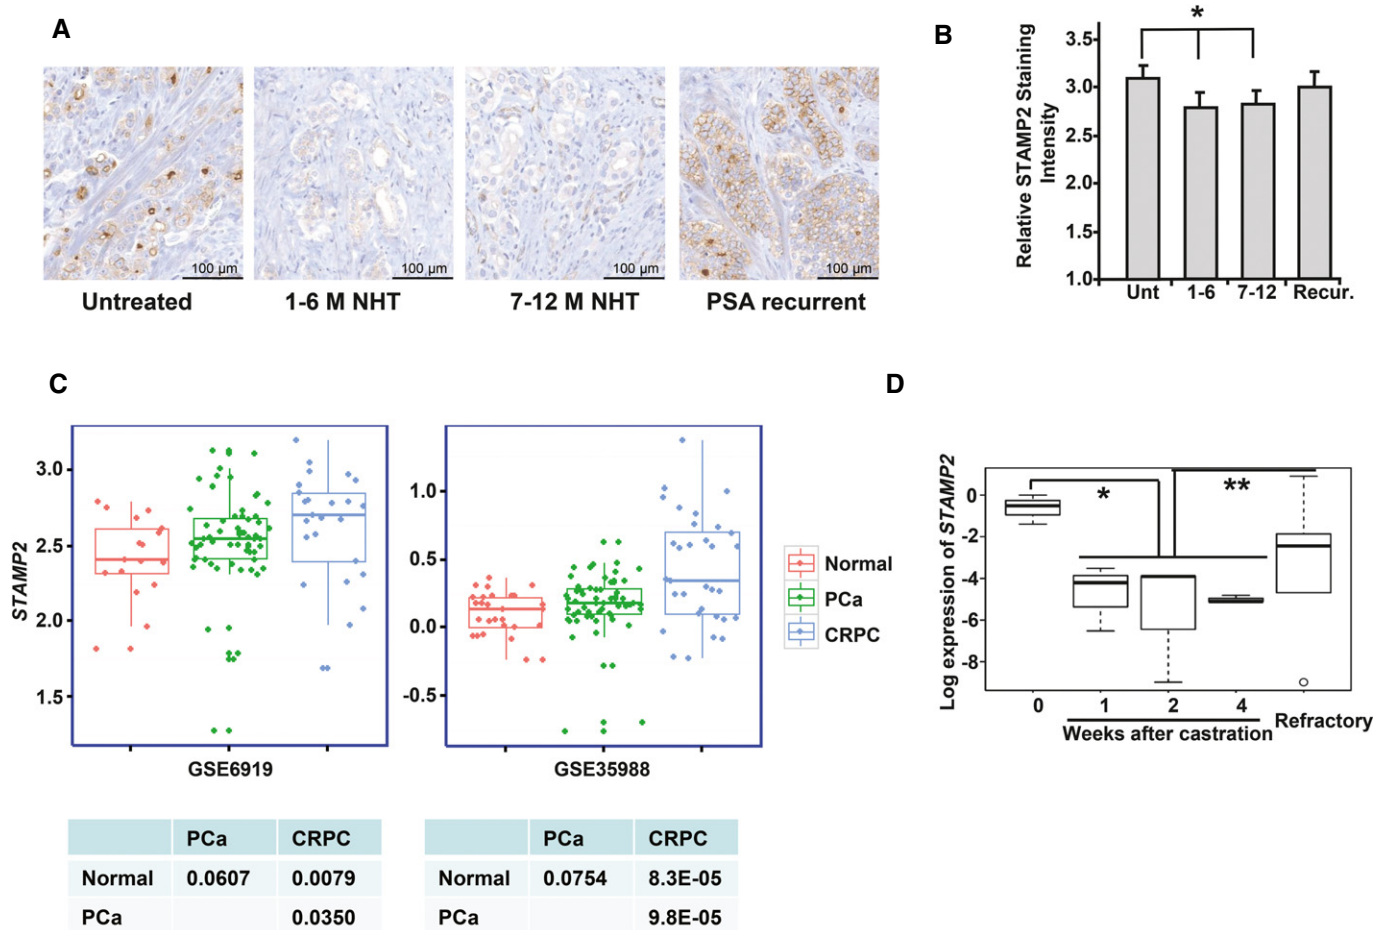 A
100 µm
100 µm
100 µm
100 µm
Untreated
1-6 M NHT
7-12 M NHT
PSA recurrent
B
Relative STAMP2 Staining
Intensity
3.5
3.0
2.5
2.0
1.5
1.0
*
Unt
1-6
7-12
Recur.
C
STAMP2
3.0
2.5
2.0
1.5
GSE6919
1.0
0.5
0.0
-0.5
GSE35988
Normal
PCa
CRPC
PCa CRPC
Normal 0.0607 0.0079
PCa 0.0350
PCa CRPC
Normal 0.0754 8.3E-05
PCa 9.8E-05
D
Log expression of STAMP2
0
-2
-4
-6
-8
*
**
0
1
2
4
Refractory
Weeks after castration